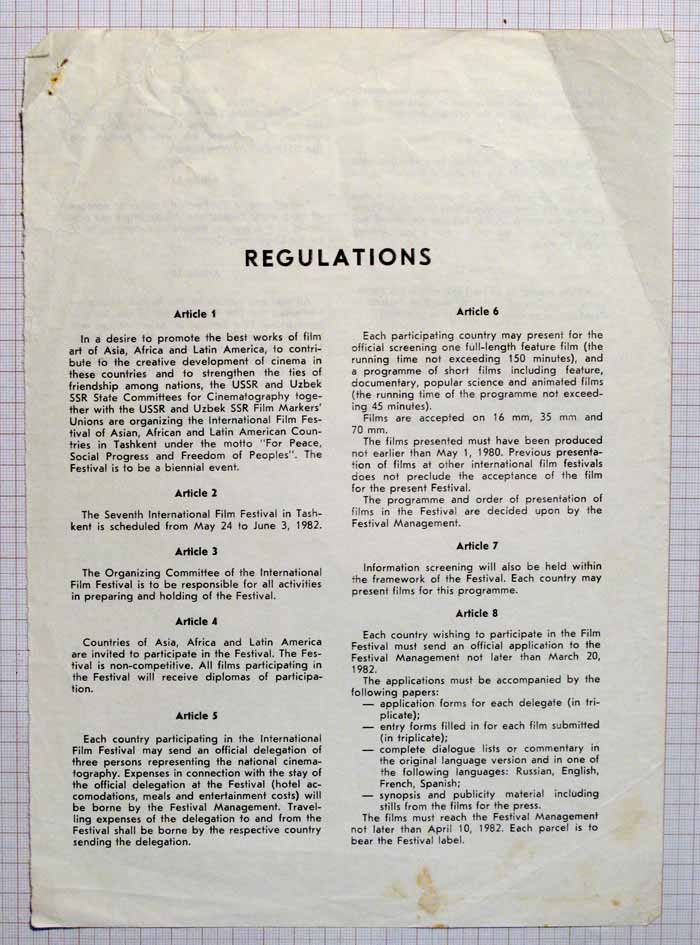 REGULATIONS
Article 1
In a desire to promote the best works of film
art of Asia, Africa and Latin America, to contri-
bute to the creative development of cinema in
these countries and to strengthen the ties of
friendship among nations, the USSR and Uzbek
SSR State Committees for Cinematography toge-
ther with the USSR and Uzbek SSR Film Markers'
Unions are organizing the International Film Fes-
tival of Asian, African and Latin American Coun-
tries in Tashkent under the motto "For Peace,
Social Progress and Freedom of Peoples". The
Festival is to be a biennial event.
Article 2
The Seventh International Film Festival in Tash-
kent is scheduled from May 24 to June 3, 1982.
Article 3
The Organizing Committee of the International
Film Festival is to be responsible for all activities
in preparing and holding of the Festival.
Article 4
Countries of Asia, Africa and Latin America
are invited to participate in the Festival. The Fes-
tival is non-competitive. All films participating in
the Festival will receive diplomas of participa-
tion.
Article 5
Each country participating in the International
Film Festival may send an official delegation of
three persons representing the national cinema-
tography. Expenses in connection with the stay of
the official delegation at the Festival (hotel ac-
comodations, meals and entertainment costs) will
be borne by the Festival Management. Travel-
ling expenses of the delegation to and from the
Festival shall be borne by the respective country
sending the delegation.
Article 6
Each participating country may present for the
official screening one full-length feature film (the
running time not exceeding 150 minutes), and
a programme of short films including feature,
documentary, popular science and animated films
(the running time of the programme not exceed-
ing 45 minutes).
Films are accepted on 16 mm, 35 mm and
70 mm.
The films presented must have been produced
not earlier than May 1, 1980. Previous presenta-
tion of films at other international film festivals
does not preclude the acceptance of the film
for the present Festival.
The programme and order of presentation of
films in the Festival are decided upon by the
Festival Management.
Article 7
Information screening will also be held within
the framework of the Festival. Each country may
present films for this programme.
Article 8
Each country wishing to participate in the Film
Festival must send an official application to the
Festival Management not later than March 20,
1982.
The applications must be accompanied by the
following papers:
— application forms for each delegate (in tri-
plicate);
— entry forms filled in for each film submitted
(in triplicate);
— complete dialogue lists or commentary in
the original language version and in one of
the following languages: Russian, English,
French, Spanish;
— synopsis and publicity material including
stills from the films for the press.
The films must reach the Festival Management
not later than April 10, 1982. Each parcel is to
bear the Festival label.